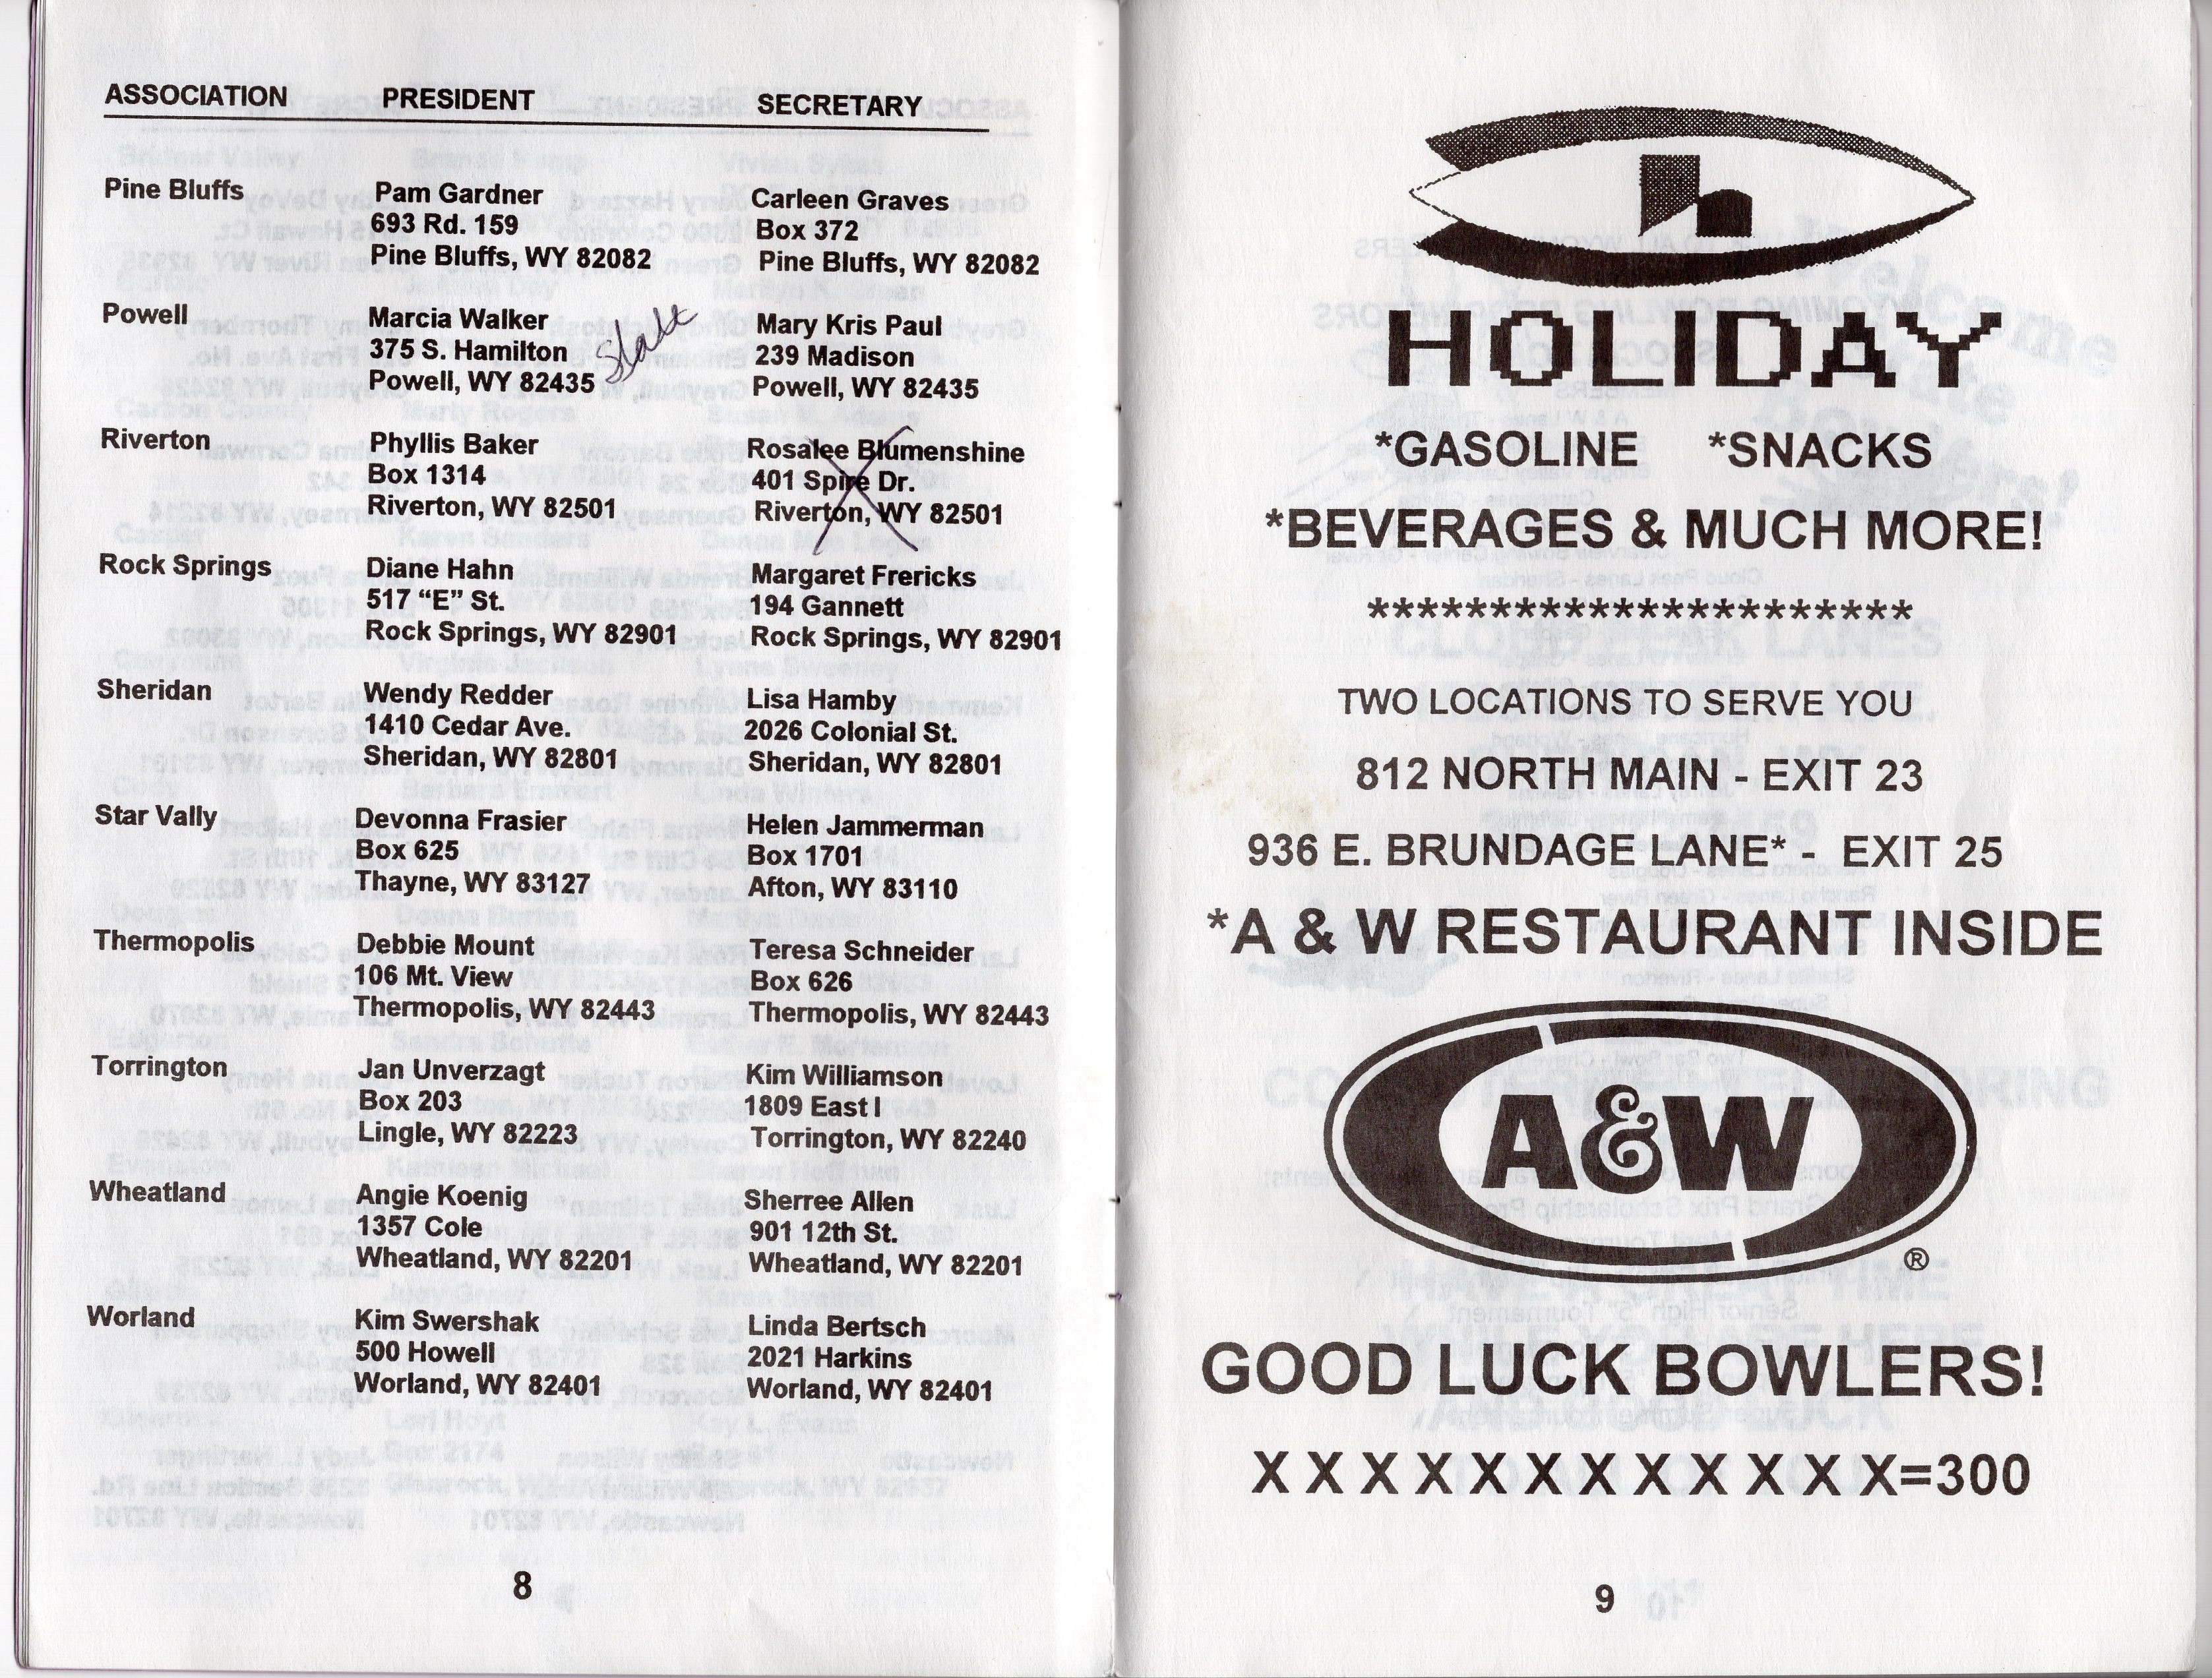 ASSOCIATION PRESIDENT SECRETARY
Pine Bluffs Pam Gardner Carleen Graves
693 Rd. 159 Box 372
Pine Bluffs, WY 82082 Pine Bluffs, WY 82082
Powell Marcia Walker Mary Kris Paul
375 S. Hamilton 239 Madison
Powell, WY 82435 Powell, WY 82435
Riverton Phyllis Baker Rosalee Blumenshine
Box 1314 401 Spire Dr.
Riverton, WY 82501 Riverton, WY 82501
Rock Springs Diane Hahn Margaret Frericks
517 “E” St. 194 Gannett
Rock Springs, WY 82901 Rock Springs, WY 82901
Sheridan Wendy Redder Lisa Hamby
1410 Cedar Ave. 2026 Colonial St.
Sheridan, WY 82801 Sheridan, WY 82801
Star Vally Devonna Frasier Helen Jammerman
Box 625 Box 1701
Thayne, WY 83127 Afton, WY 83110
Thermopolis Debbie Mount Teresa Schneider
106 Mt. View Box 626
Thermopolis, WY 82443 Thermopolis, WY 82443
Torrington Jan Unverzagt Kim Williamson
Box 203 1809 East I
Lingle, WY 82223 Torrington, WY 82240
Wheatland Angie Koenig Sherree Allen
1357 Cole 901 12th St.
Wheatland, WY 82201 Wheatland, WY 82201
Worland Kim Swershak Linda Bertsch
500 Howell 2021 Harkins
Worland, WY 82401 Worland, WY 82401
8
h
HOLIDAY
*GASOLINE *SNACKS
*BEVERAGES & MUCH MORE!
**********************
TWO LOCATIONS TO SERVE YOU
812 NORTH MAIN - EXIT 23
936 E. BRUNDAGE LANE* - EXIT 25
*A & W RESTAURANT INSIDE
A&W
®
GOOD LUCK BOWLERS!
X X X X X X X X X X X X=300
9